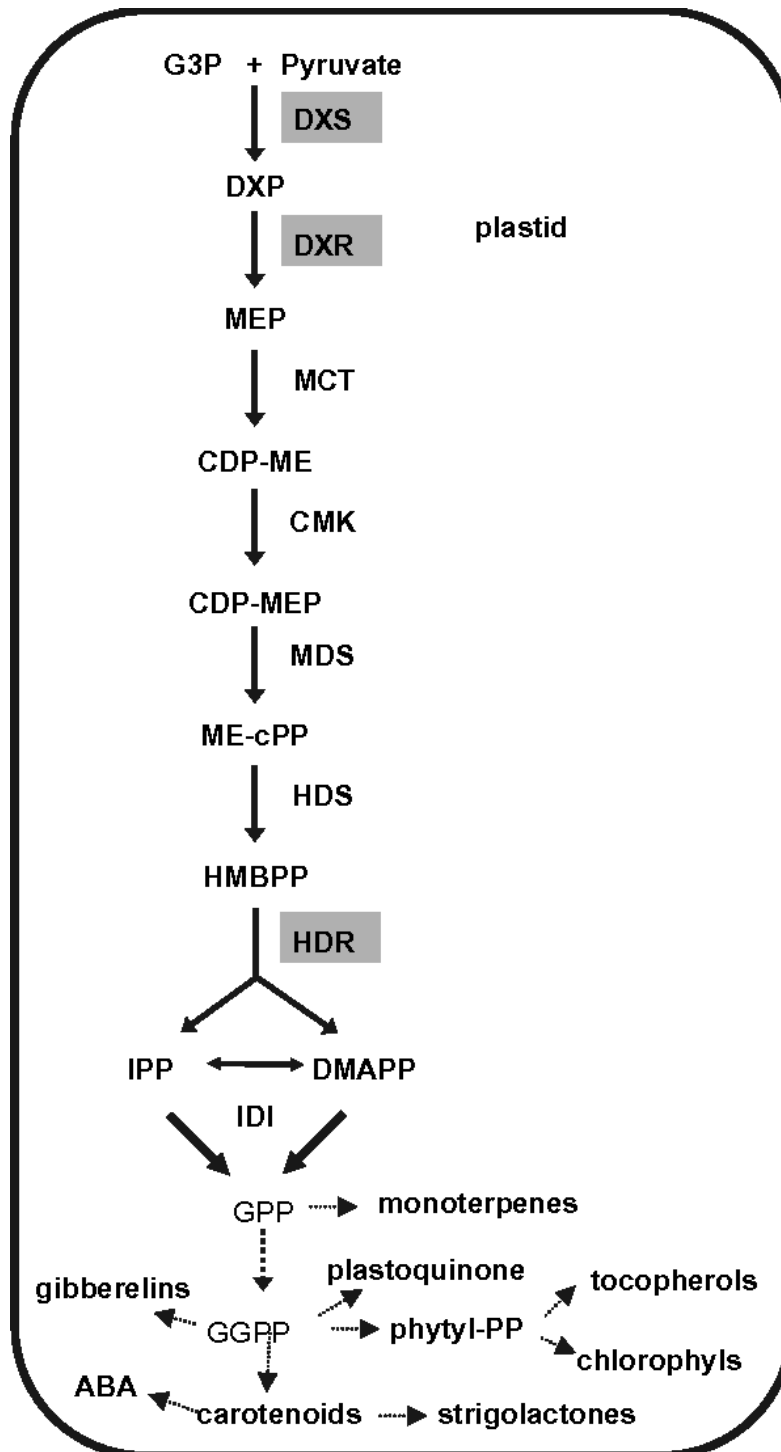 G3P + Pyruvate
DXS
DXP
plastid
DXR
MEP
MCT
CDP-ME
CMK
CDP-MEP
MDS
ME-cPP
HDS
HMBPP
HDR
IPP
DMAPP
IDI
GPP
monoterpenes
plastoquinone
tocopherols
gibberelins
GGPP
phytyl-PP
chlorophyls
ABA
carotenoids
strigolactones